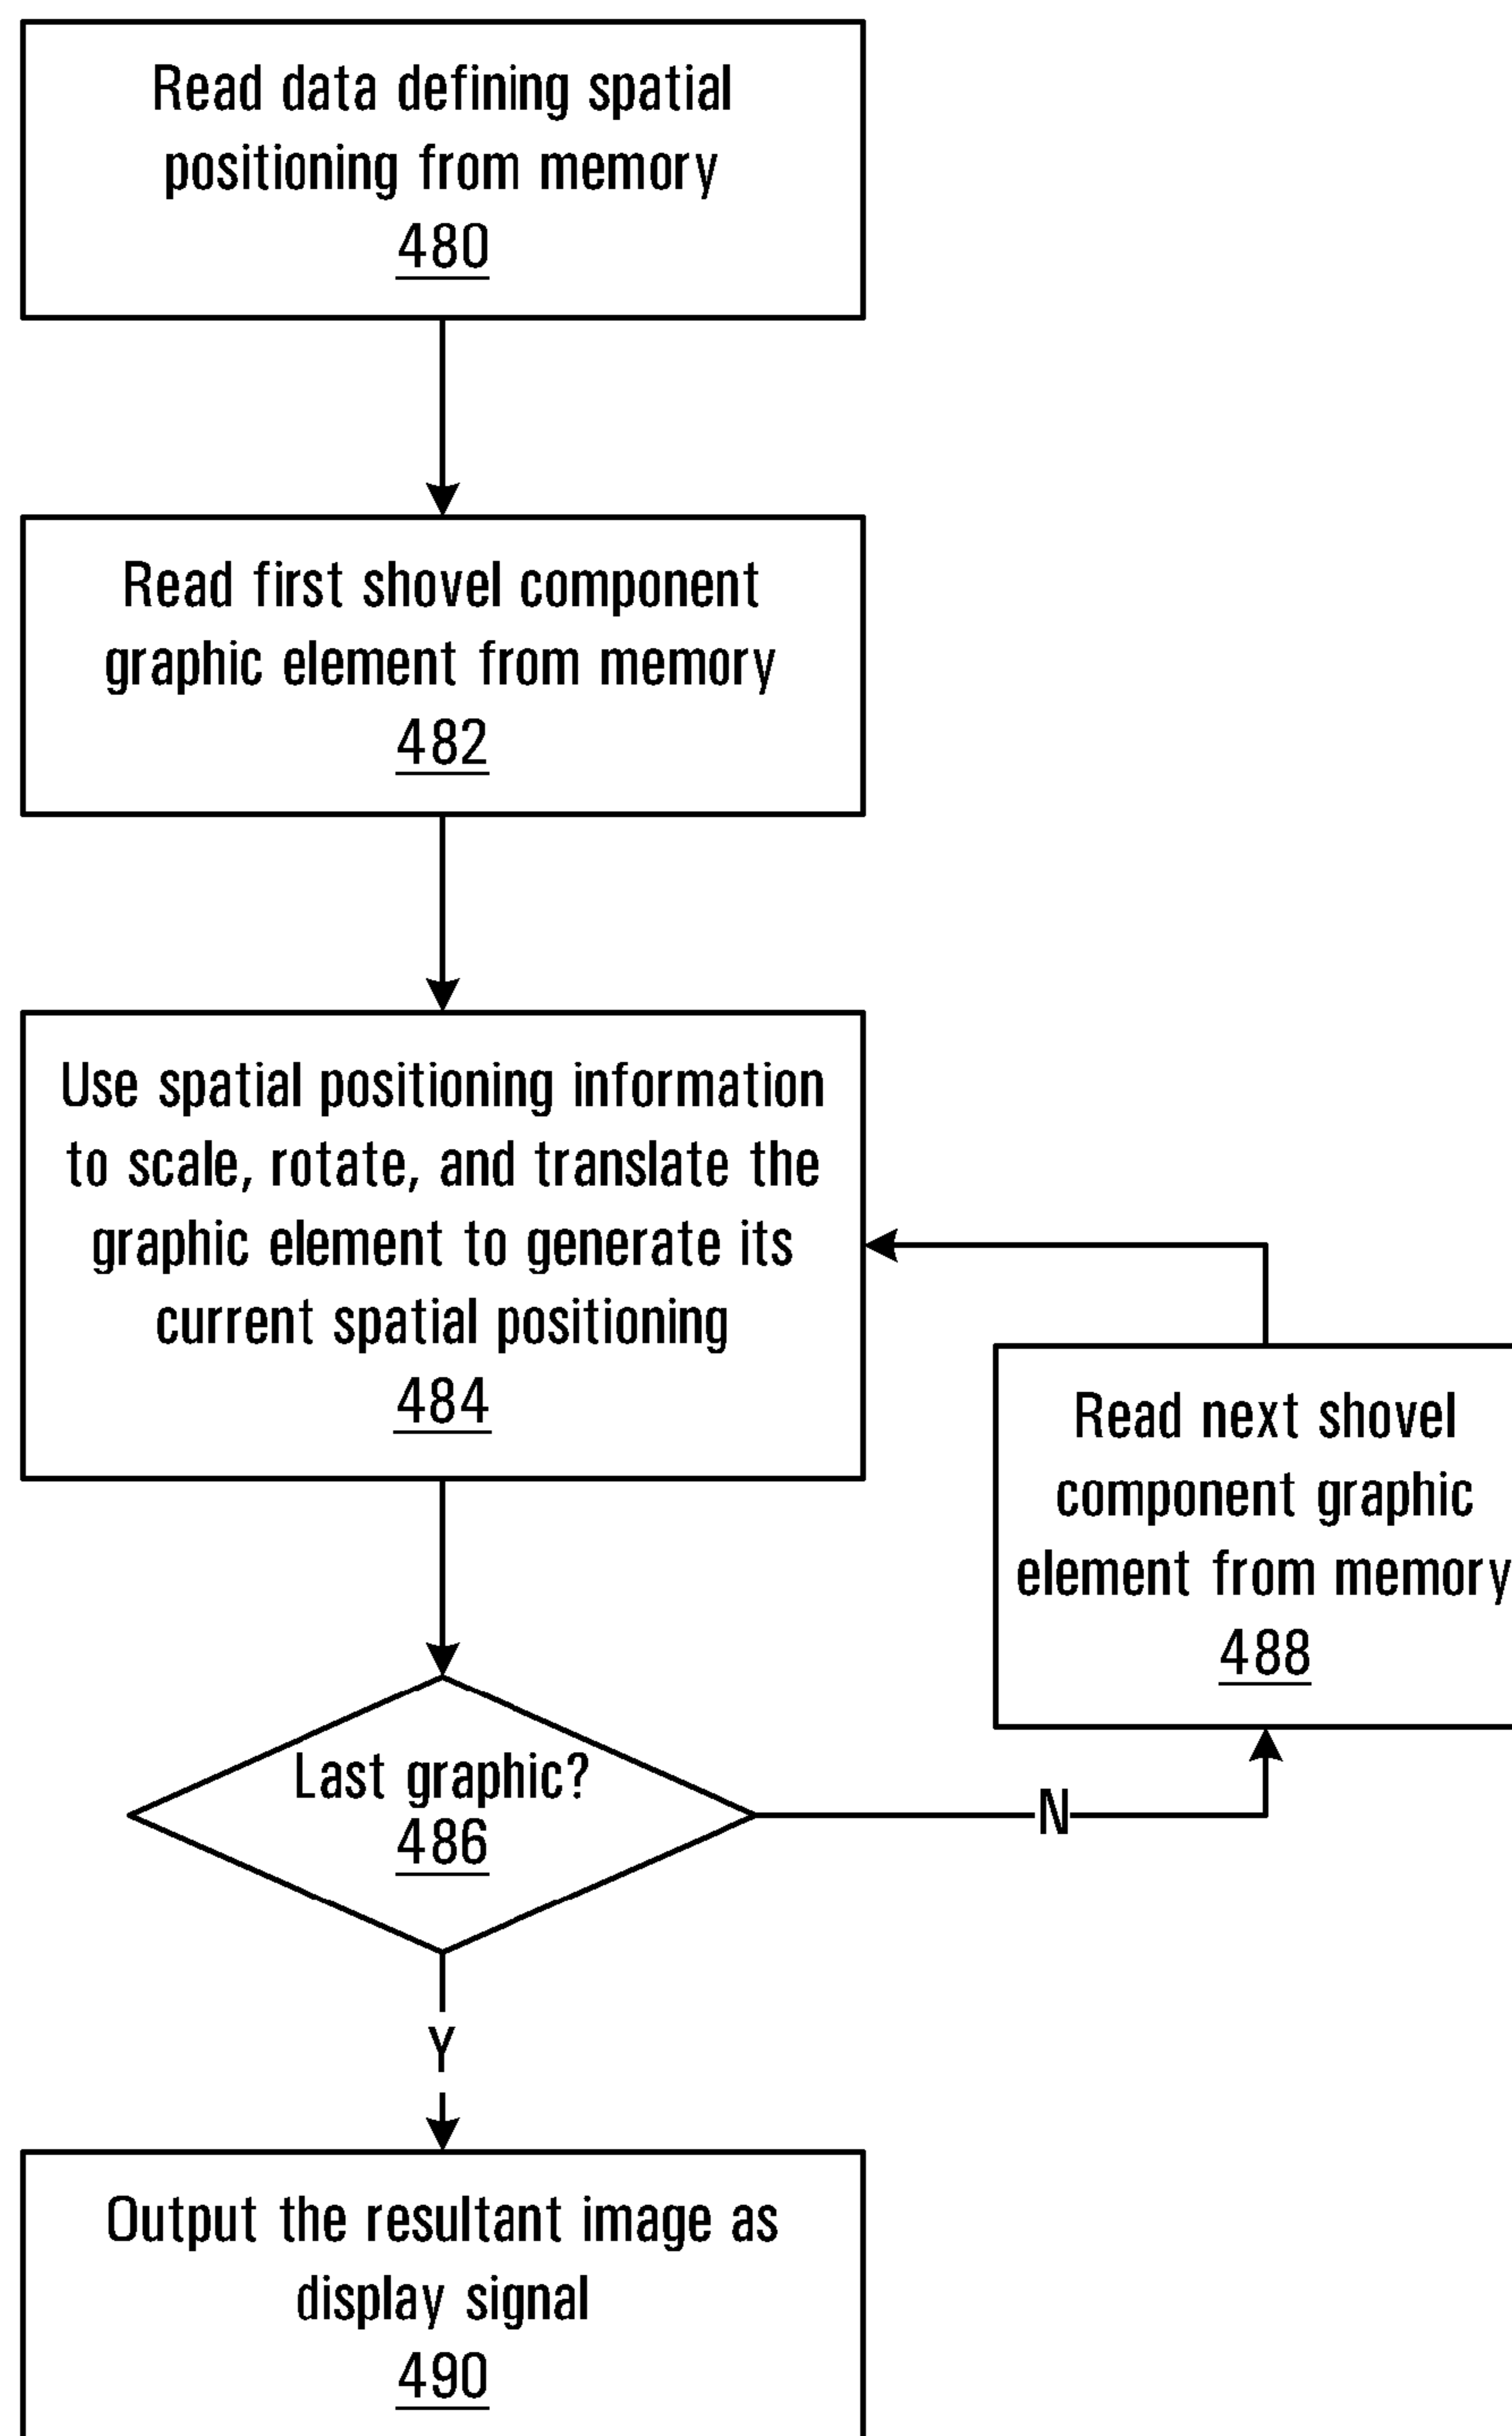 Read data defining spatial
positioning from memory
480
Read first shovel component
graphic element from memory
482
Use spatial positioning information
to scale, rotate, and translate the
graphic element to generate its
current spatial positioning
484
Read next shovel
component graphic
element from memory
488
Last graphic?
486
N
Y
Output the resultant image as
display signal
490